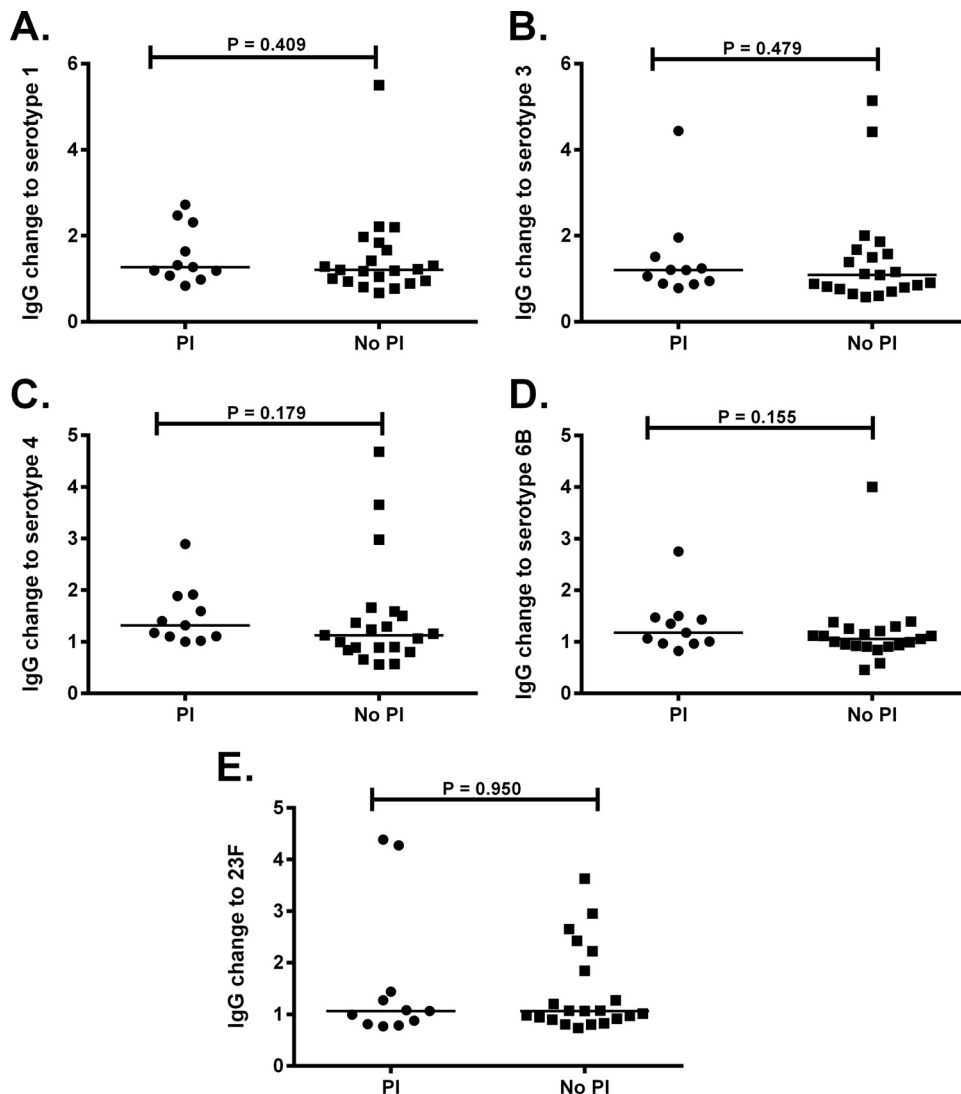 A.
P = 0.409
IgG change to serotype 1
6
4
2
0
PI No PI
B.
P = 0.479
IgG change to serotype 3
6
4
2
0
PI No PI
C.
P = 0.179
IgG change to serotype 4
5
4
3
2
1
0
PI No PI
D.
P = 0.155
IgG change to serotype 6B
5
4
3
2
1
0
PI No PI
E.
P = 0.950
IgG change to 23F
5
4
3
2
1
0
PI No PI